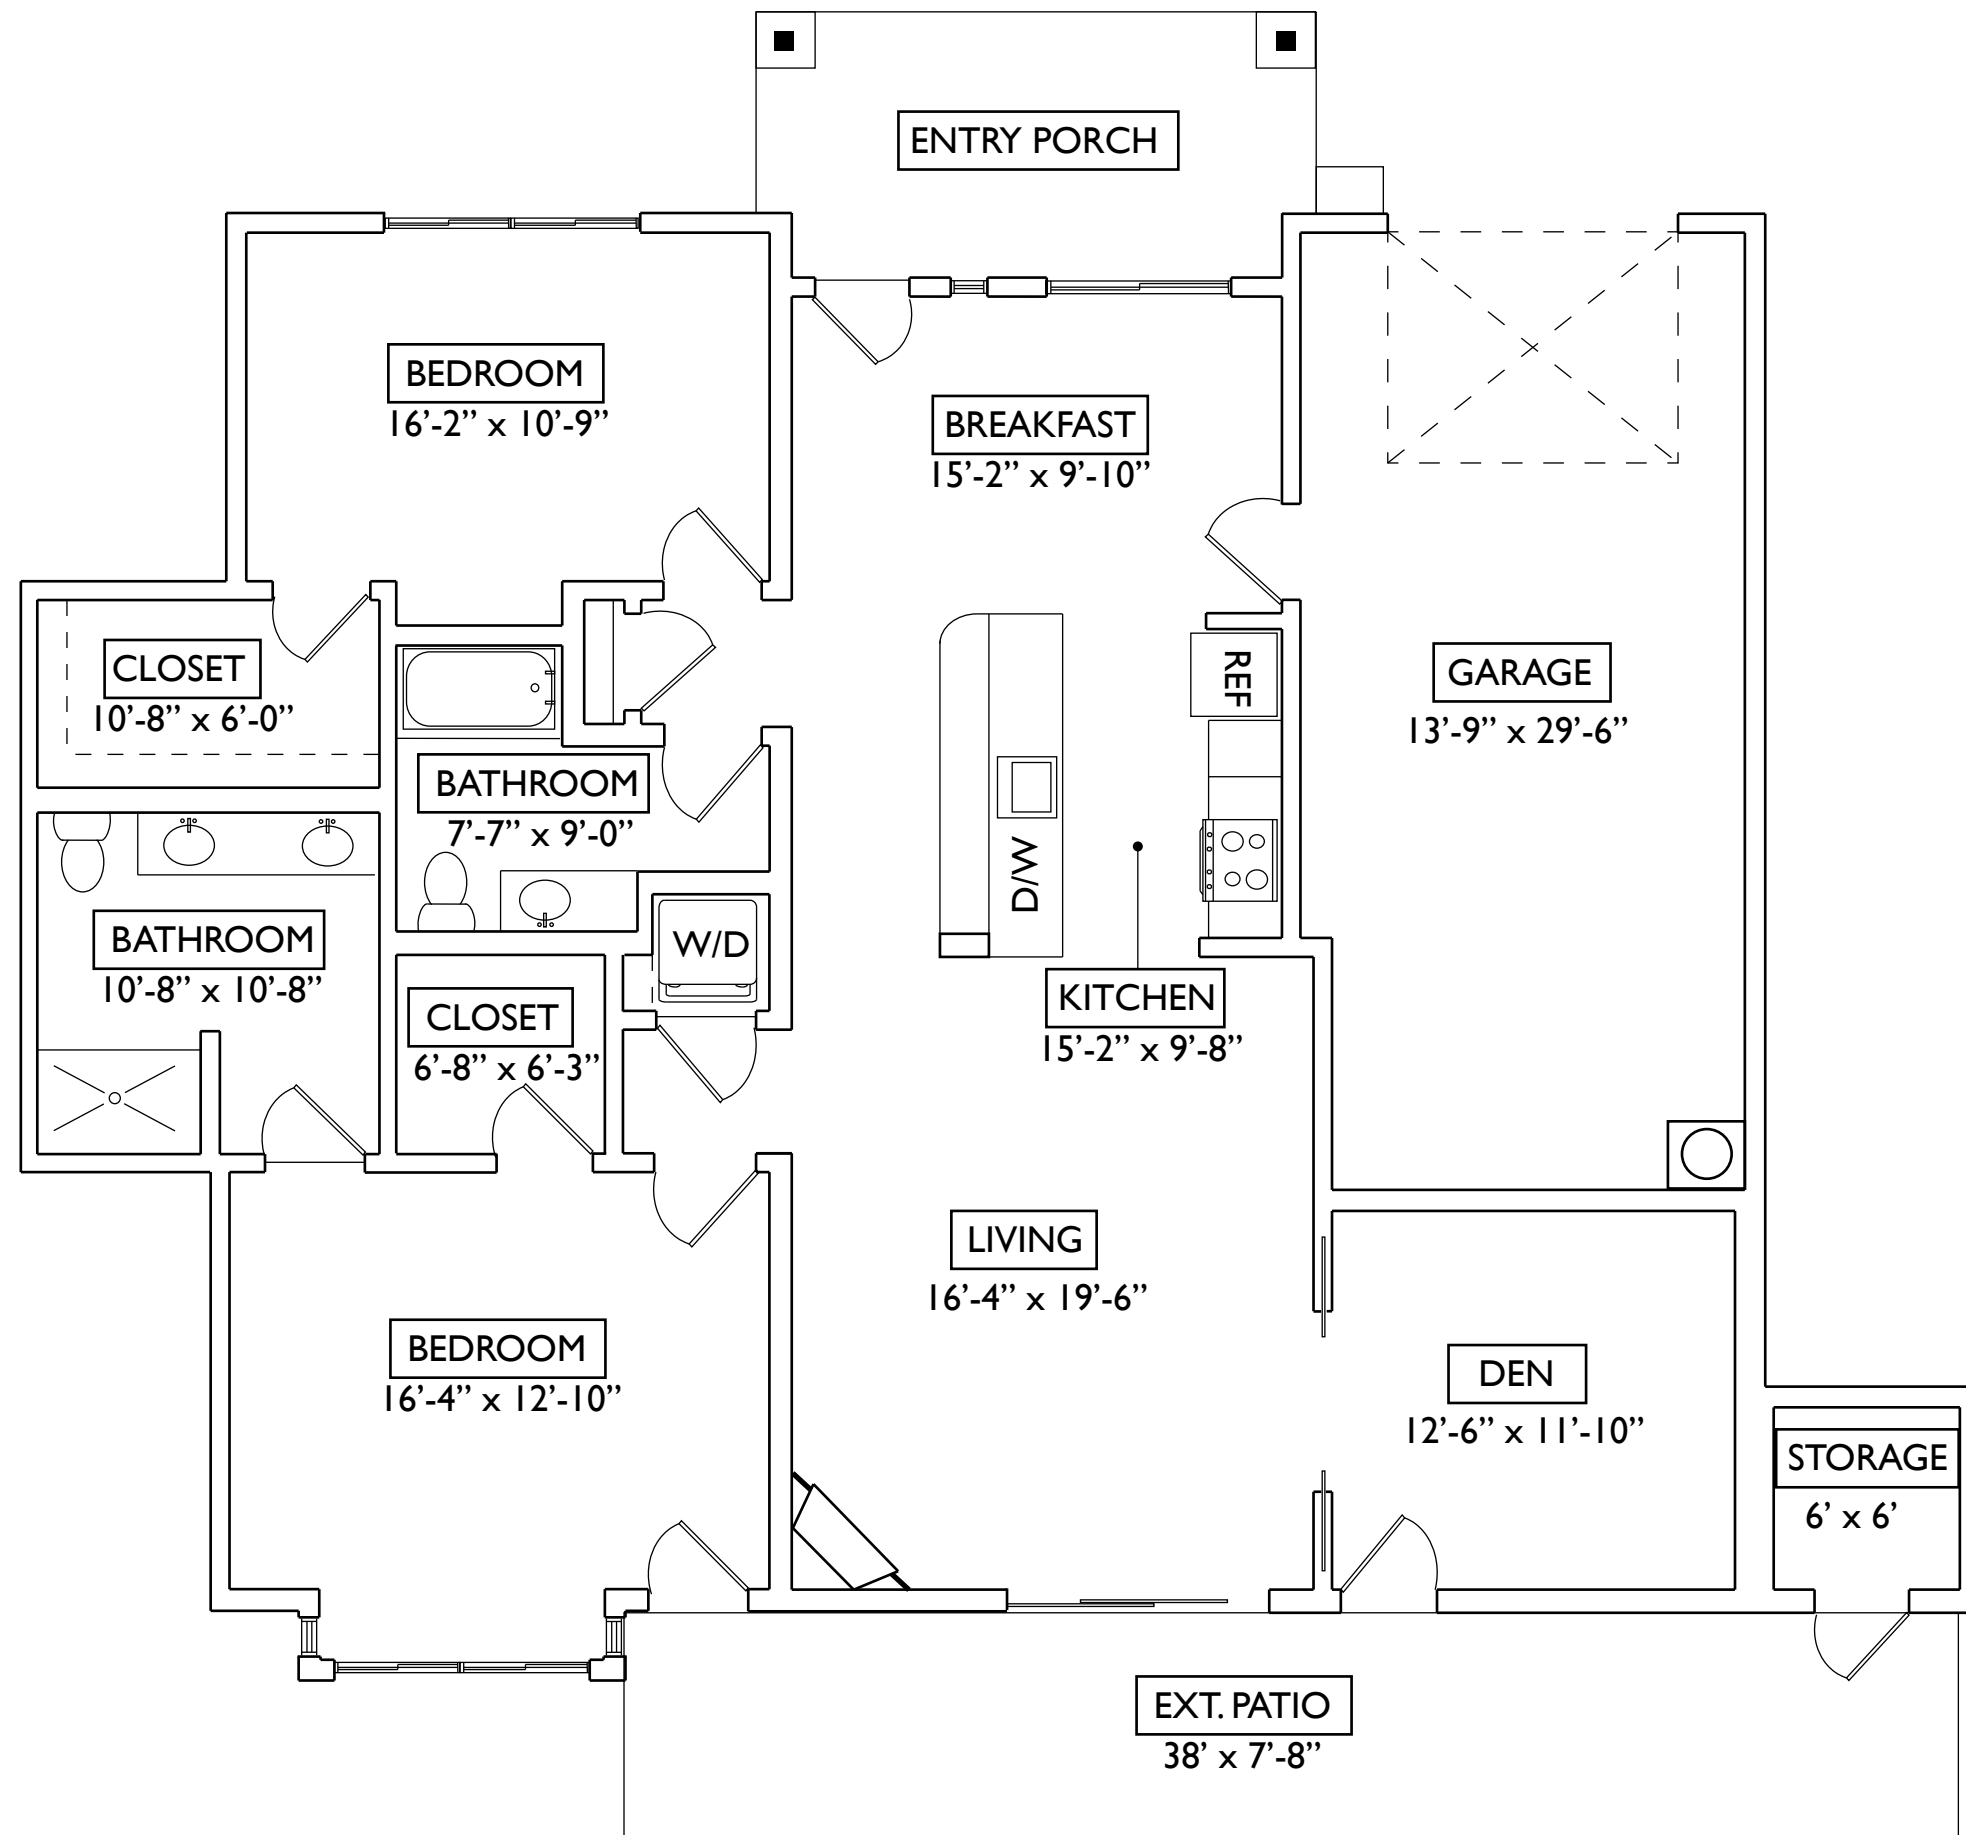 ENTRY PORCH
BEDROOM
16’-2” x 10’-9”
BREAKFAST
15’-2” x 9’-10”
CLOSET
10’-8” x 6’-0”
REF
GARAGE
13’-9” x 29’-6”
BATHROOM
7’-7” x 9’-0”
D/W
BATHROOM
10’-8” x 10’-8”
W/D
CLOSET
6’-8” x 6’-3”
KITCHEN
15’-2” x 9’-8”
LIVING
16’-4” x 19’-6”
BEDROOM
16’-4” x 12’-10”
DEN
12’-6” x 11’-10”
STORAGE
6’ x 6’
EXT. PATIO
38’ x 7’-8”